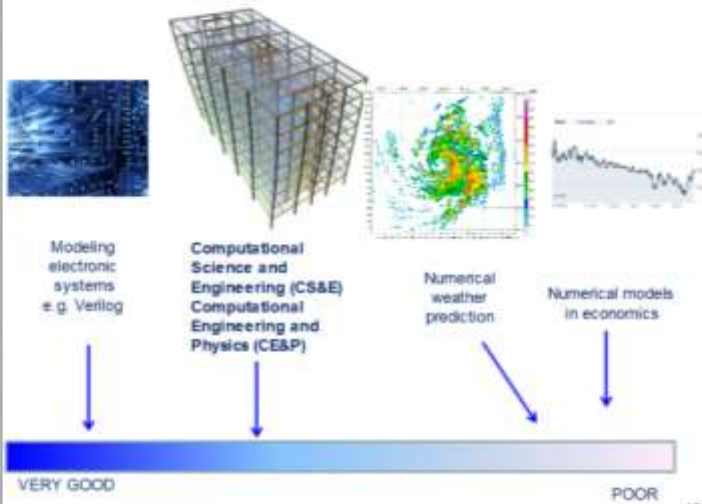 Modeling
electronic
systems
e.g. Verilog
Computational
Science and
Engineering (CS&E)
Computational
Engineering and
Physics (CE&P)
Numerical
weather
prediction
Numerical models
in economics
VERY GOOD
POOR